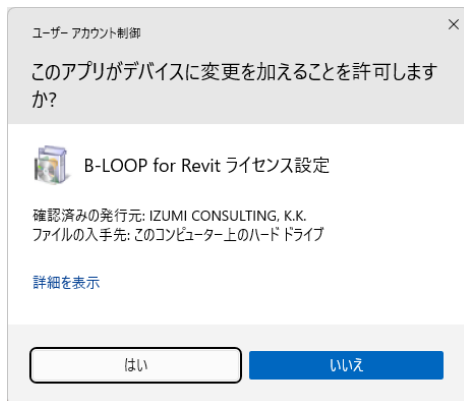 ユーザー アカウント制御
このアプリがデバイスに変更を加えることを許可します
か?
B-LOOP for Revit ライセンス設定
確認済みの発行元: IZUMI CONSULTING, K.K.
ファイルの入手先: このコンピューター上のハード ドライブ
詳細を表示
はい
いいえ